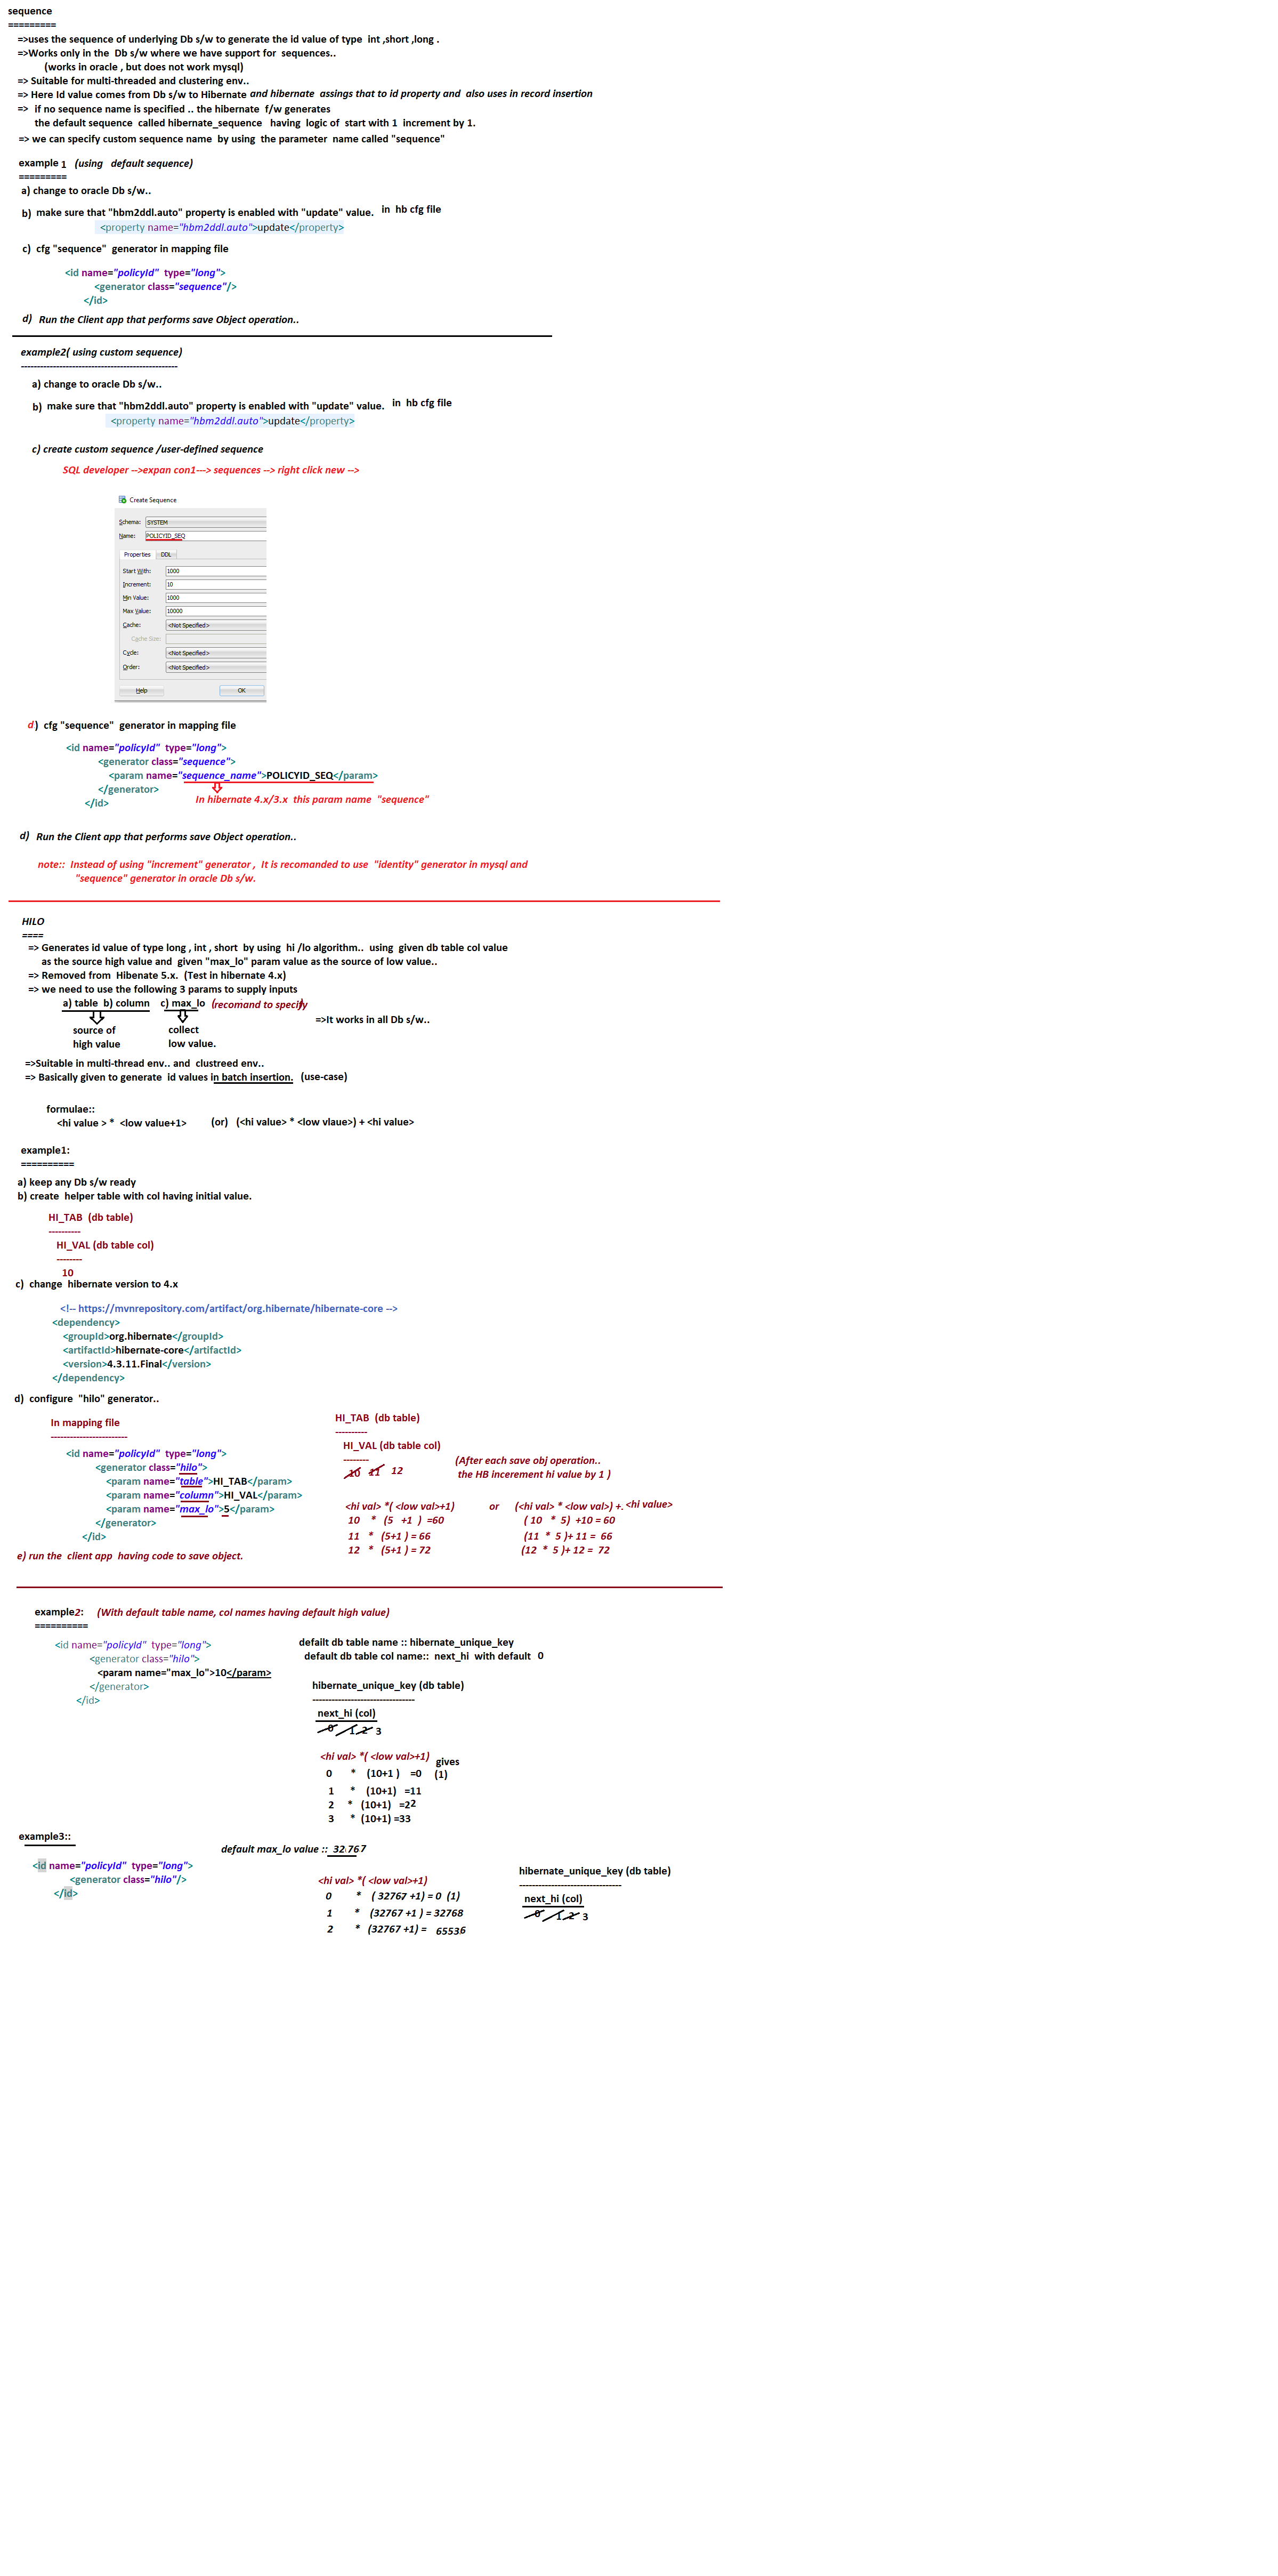 sequence
=========
=>uses the sequence of underlying Db s/w to generate the id value of type  int ,short ,long .
=>Works only in the  Db s/w where we have support for  sequences..
(works in oracle , but does not work mysql)
=> Suitable for multi-threaded and clustering env..
=> Here Id value comes from Db s/w to Hibernate and hibernate  assings that to id property and  also uses in record insertion
=>  if no sequence name is specified .. the hibernate  f/w generates
the default sequence  called hibernate_sequence   having  logic of  start with 1  increment by 1.
=> we can specify custom sequence name  by using  the parameter  name called "sequence"
example 1   (using   default sequence)
=========
a) change to oracle Db s/w..
b)  make sure that "hbm2ddl.auto" property is enabled with "update" value.   in  hb cfg file
<property name="hbm2ddl.auto">update</property>
c)  cfg "sequence"  generator in mapping file
<id name="policyId"  type="long">
<generator class="sequence"/>
</id>
d)  Run the Client app that performs save Object operation..
example2( using custom sequence)
-------------------------------------------------
a) change to oracle Db s/w..
b)  make sure that "hbm2ddl.auto" property is enabled with "update" value.   in  hb cfg file
<property name="hbm2ddl.auto">update</property>
c) create custom sequence /user-defined sequence
SQL developer -->expan con1---> sequences --> right click new -->
Create Sequence
Schema: SYSTEM
Name: POLICYID_SEQ
Properties DDL
Start With: 1000
Increment: 10
Min Value: 1000
Max Value: 10000
Cache: <Not Specified>
Cache Size:
Cycle: <Not Specified>
Order: <Not Specified>
Help OK
d)  cfg "sequence"  generator in mapping file
<id name="policyId"  type="long">
<generator class="sequence">
<param name="sequence_name">POLICYID_SEQ</param>
</generator>
In hibernate 4.x/3.x  this param name  "sequence"
</id>
d)  Run the Client app that performs save Object operation..
note::  Instead of using "increment" generator ,  It is recomanded to use  "identity" generator in mysql and
"sequence" generator in oracle Db s/w.
HILO
====
=> Generates id value of type long , int , short  by using  hi /lo algorithm..  using  given db table col value
as the source high value and  given "max_lo" param value as the source of low value..
=> Removed from  Hibenate 5.x.  (Test in hibernate 4.x)
=> we need to use the following 3 params to supply inputs
a) table  b) column    c) max_lo  (recomand to specify)
=>It works in all Db s/w..
source of high value
collect low value.
=>Suitable in multi-thread env.. and  clustreed env..
=> Basically given to generate  id values in batch insertion.   (use-case)
formulae::
<hi value > *  <low value+1>         (or)   (<hi value> * <low vlaue>) + <hi value>
example1:
==========
a) keep any Db s/w ready
b) create  helper table with col having initial value.
HI_TAB  (db table)
----------
HI_VAL (db table col)
--------
10
c)  change  hibernate version to 4.x
<!-- https://mvnrepository.com/artifact/org.hibernate/hibernate-core -->
<dependency>
<groupId>org.hibernate</groupId>
<artifactId>hibernate-core</artifactId>
<version>4.3.11.Final</version>
</dependency>
d)  configure  "hilo" generator..
In mapping file
------------------------
<id name="policyId"  type="long">
<generator class="hilo">
<param name="table">HI_TAB</param>
<param name="column">HI_VAL</param>
<param name="max_lo">5</param>
</generator>
</id>
e) run the  client app  having code to save object.
HI_TAB  (db table)
----------
HI_VAL (db table col)
--------
10 11 12
(After each save obj operation..
the HB incerement hi value by 1 )
<hi val> *( <low val>+1)            or      (<hi val> * <low val>) +. <hi value>
10    *   (5   +1  )  =60          ( 10   *  5)  +10 = 60
11   *   (5+1 ) = 66          (11  *  5 )+ 11 =  66
12   *   (5+1 ) = 72          (12  *  5 )+ 12 =  72
example2:    (With default table name, col names having default high value)
==========
<id name="policyId"  type="long">
<generator class="hilo">
<param name="max_lo">10</param>
</generator>
</id>
defailt db table name :: hibernate_unique_key
default db table col name::  next_hi  with default  0
hibernate_unique_key (db table)
--------------------------------
next_hi (col)
0 1 2 3
<hi val> *( <low val>+1)  gives
0      *    (10+1 )    =0    (1)
1      *    (10+1)   =11
2     *   (10+1)   =22
3     *  (10+1) =33
example3::
<id name="policyId"  type="long">
<generator class="hilo"/>
</id>
default max_lo value ::  32767
<hi val> *( <low val>+1)
0        *    ( 32767 +1) = 0  (1)
1        *   (32767 +1 ) = 32768
2        *   (32767 +1) =   65536
hibernate_unique_key (db table)
--------------------------------
next_hi (col)
0 1 2 3